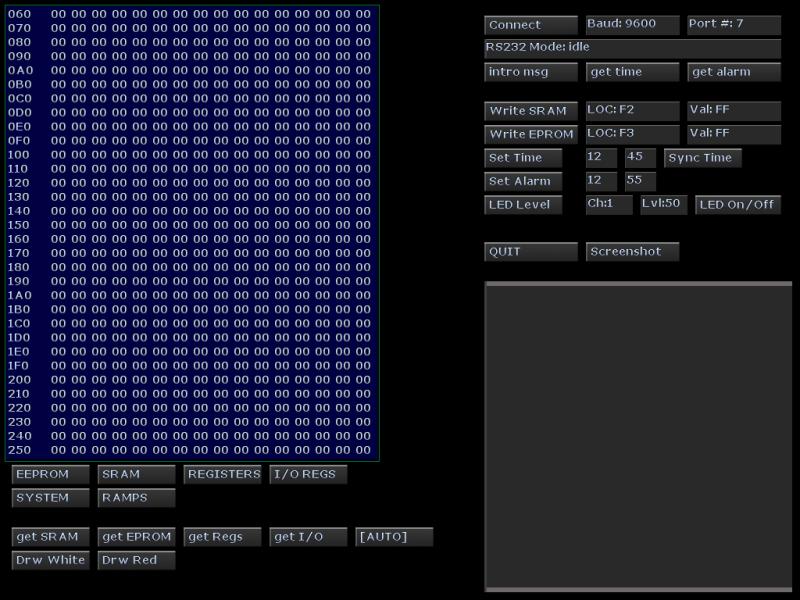 060 00 00 00 00 00 00 00 00 00 00 00 00 00 00 00 00
070 00 00 00 00 00 00 00 00 00 00 00 00 00 00 00 00
080 00 00 00 00 00 00 00 00 00 00 00 00 00 00 00 00
090 00 00 00 00 00 00 00 00 00 00 00 00 00 00 00 00
0A0 00 00 00 00 00 00 00 00 00 00 00 00 00 00 00 00
0B0 00 00 00 00 00 00 00 00 00 00 00 00 00 00 00 00
0C0 00 00 00 00 00 00 00 00 00 00 00 00 00 00 00 00
0D0 00 00 00 00 00 00 00 00 00 00 00 00 00 00 00 00
0E0 00 00 00 00 00 00 00 00 00 00 00 00 00 00 00 00
0F0 00 00 00 00 00 00 00 00 00 00 00 00 00 00 00 00
100 00 00 00 00 00 00 00 00 00 00 00 00 00 00 00 00
110 00 00 00 00 00 00 00 00 00 00 00 00 00 00 00 00
120 00 00 00 00 00 00 00 00 00 00 00 00 00 00 00 00
130 00 00 00 00 00 00 00 00 00 00 00 00 00 00 00 00
140 00 00 00 00 00 00 00 00 00 00 00 00 00 00 00 00
150 00 00 00 00 00 00 00 00 00 00 00 00 00 00 00 00
160 00 00 00 00 00 00 00 00 00 00 00 00 00 00 00 00
170 00 00 00 00 00 00 00 00 00 00 00 00 00 00 00 00
180 00 00 00 00 00 00 00 00 00 00 00 00 00 00 00 00
190 00 00 00 00 00 00 00 00 00 00 00 00 00 00 00 00
1A0 00 00 00 00 00 00 00 00 00 00 00 00 00 00 00 00
1B0 00 00 00 00 00 00 00 00 00 00 00 00 00 00 00 00
1C0 00 00 00 00 00 00 00 00 00 00 00 00 00 00 00 00
1D0 00 00 00 00 00 00 00 00 00 00 00 00 00 00 00 00
1E0 00 00 00 00 00 00 00 00 00 00 00 00 00 00 00 00
1F0 00 00 00 00 00 00 00 00 00 00 00 00 00 00 00 00
200 00 00 00 00 00 00 00 00 00 00 00 00 00 00 00 00
210 00 00 00 00 00 00 00 00 00 00 00 00 00 00 00 00
220 00 00 00 00 00 00 00 00 00 00 00 00 00 00 00 00
230 00 00 00 00 00 00 00 00 00 00 00 00 00 00 00 00
240 00 00 00 00 00 00 00 00 00 00 00 00 00 00 00 00
250 00 00 00 00 00 00 00 00 00 00 00 00 00 00 00 00
EEPROM SRAM REGISTERS I/O REGS
SYSTEM RAMPS
get SRAM get EPROM get Regs get I/O [AUTO]
Drw White Drw Red
Connect Baud: 9600 Port #: 7
RS232 Mode: idle
intro msg get time get alarm
Write SRAM LOC: F2 Val: FF
Write EPROM LOC: F3 Val: FF
Set Time 12 45 Sync Time
Set Alarm 12 55
LED Level Ch:1 Lvl:50 LED On/Off
QUIT Screenshot